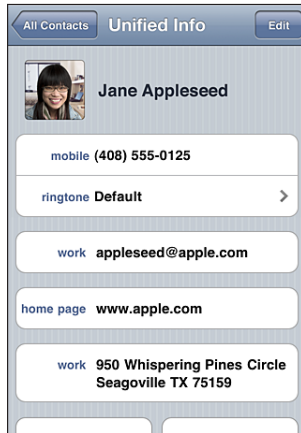 All Contacts Unified Info Edit
Jane Appleseed
mobile (408) 555-0125
ringtone Default
work appleseed@apple.com
home page www.apple.com
work 950 Whispering Pines Circle
Seagoville TX 75159